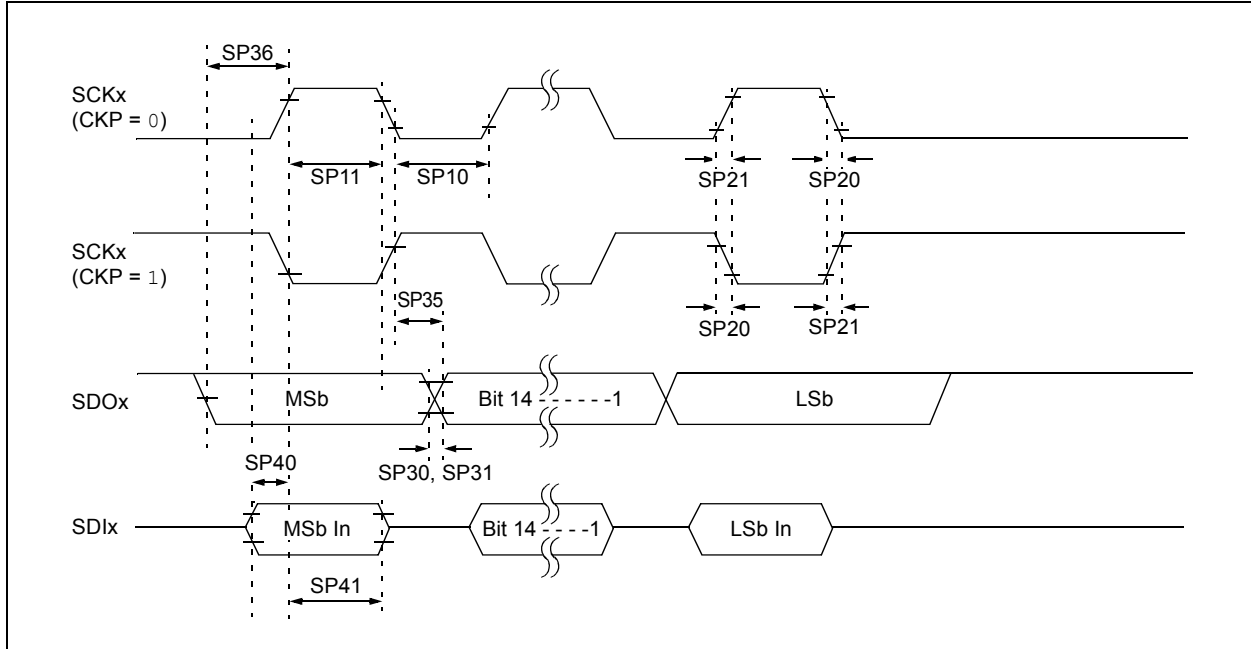 SP36
SCKx
(CKP = 0)
SP11
SP10
SP21
SP20
SCKx
(CKP = 1)
SP35
SP20
SP21
SDOx
MSb
Bit 14 - - - - - -1
LSb
SP40
SP30, SP31
SDIx
MSb In
Bit 14 - - - -1
LSb In
SP41